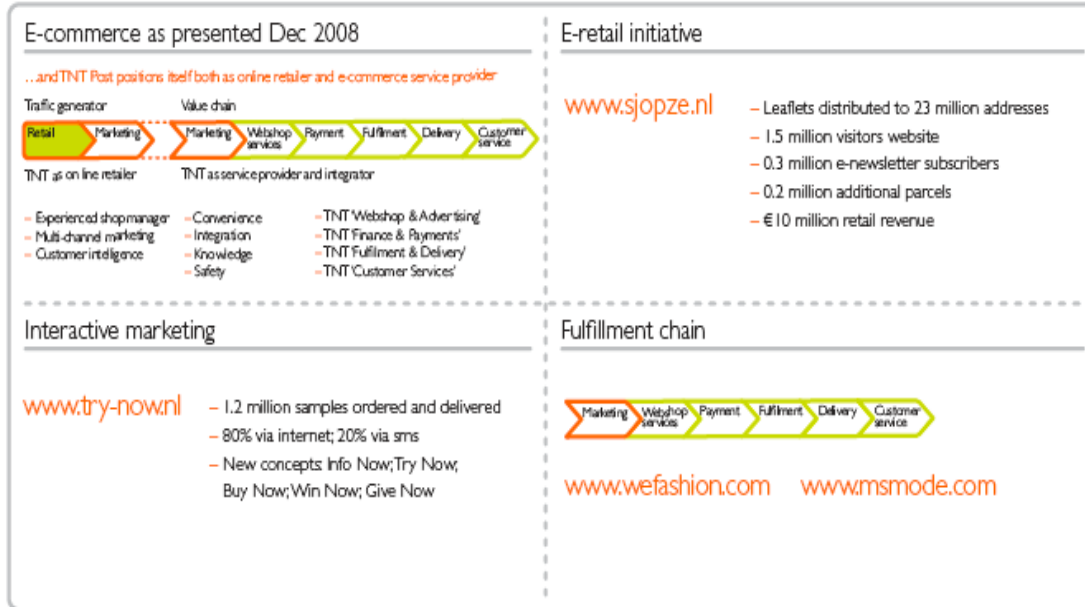 E-commerce as presented Dec 2008
...and TNT Post positions itself both as online retailer and e-commerce service provider
Traffic generator
Value chain
Retail
Marketing
Marketing
Webshop
services
Payment
Fulfilment
Delivery
Customer
service
TNT as on line retailer
TNT as service provider and integrator
– Experienced shopmanager
– Multi-channel marketing
– Customer intelligence
– Convenience
– Integration
– Knowledge
– Safety
– TNT 'Webshop & Advertising'
– TNT 'Finance & Payments'
– TNT 'Fulfilment & Delivery'
– TNT 'Customer Services'
E-retail initiative
www.sjopze.nl
– Leaflets distributed to 23 million addresses
– 1.5 million visitors website
– 0.3 million e-newsletter subscribers
– 0.2 million additional parcels
– €10 million retail revenue
Interactive marketing
www.try-now.nl
– 1.2 million samples ordered and delivered
– 80% via internet; 20% via sms
– New concepts: Info Now; Try Now;
Buy Now; Win Now; Give Now
Fulfillment chain
Marketing
Webshop
services
Payment
Fulfilment
Delivery
Customer
service
www.wefashion.com
www.msmode.com